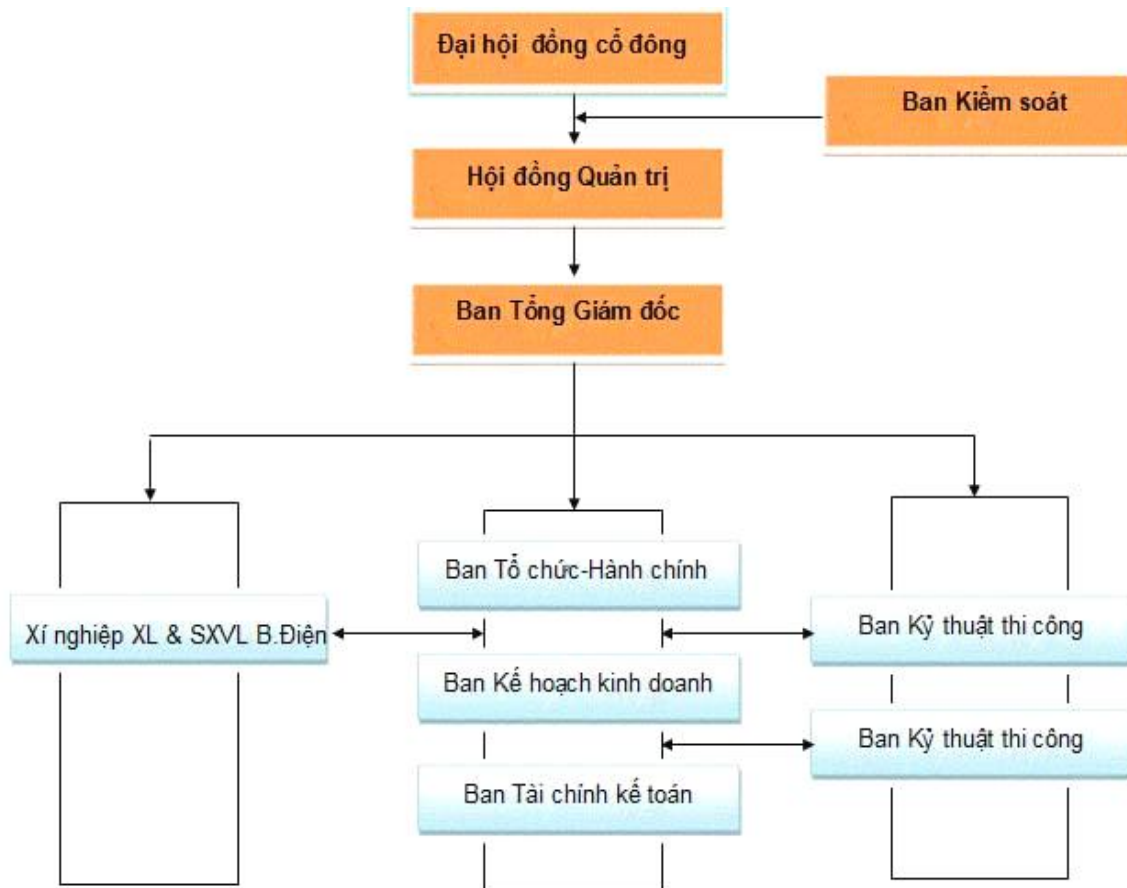 Đại hội đồng cổ đông
Ban Kiểm soát
Hội đồng Quản trị
Ban Tổng Giám đốc
Ban Tổ chức-Hành chính
Xí nghiệp XL & SXVL B.Điện
Ban Kỹ thuật thi công
Ban Kế hoạch kinh doanh
Ban Kỹ thuật thi công
Ban Tài chính kế toán